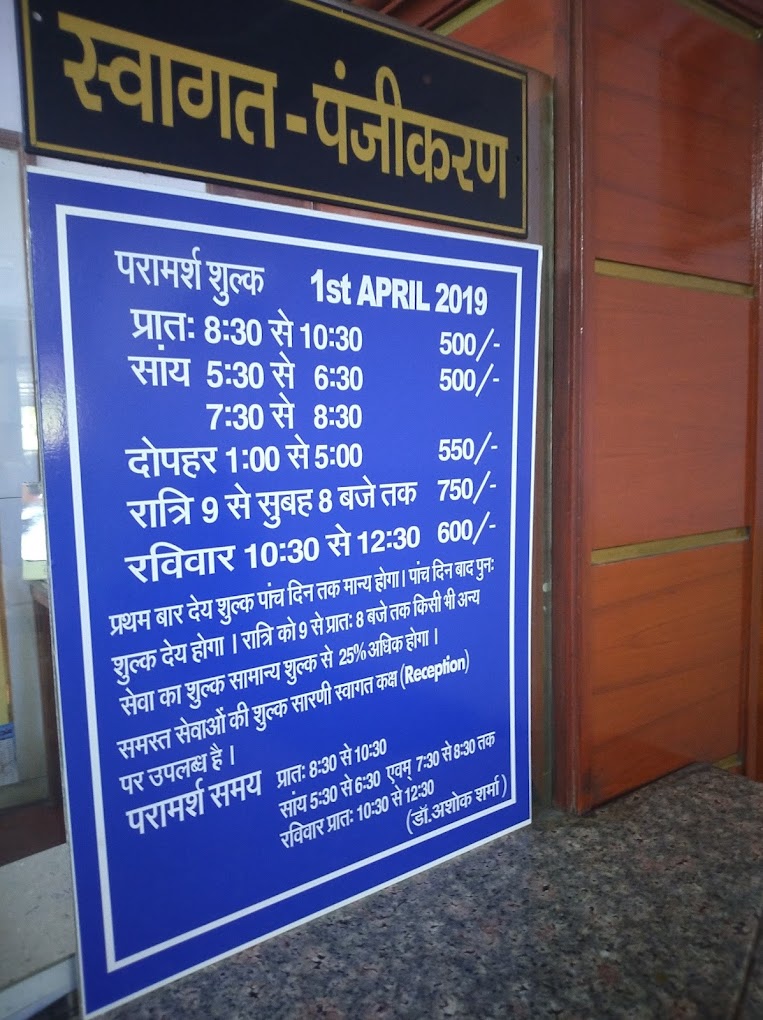 स्वागत - पंजीकरण
परामर्श शुल्क 1st APRIL 2019
प्रातः 8:30 से 10:30 500/-
सांय 5:30 से 6:30 500/-
7:30 से 8:30
दोपहर 1:00 से 5:00 550/-
रात्रि 9 से सुबह 8 बजे तक 750/-
रविवार 10:30 से 12:30 600/-
प्रथम बार देय शुल्क पांच दिन तक मान्य होगा। पांच दिन बाद पुनः
शुल्क देय होगा । रात्रि को 9 से प्रातः 8 बजे तक किसी भी अन्य
सेवा का शुल्क सामान्य शुल्क से 25% अधिक होगा ।
समस्त सेवाओं की शुल्क सारणी स्वागत कक्ष (Reception)
पर उपलब्ध है ।
परामर्श समय प्रातः 8:30 से 10:30
सांय 5:30 से 6:30 एवम् 7:30 से 8:30 तक
रविवार प्रातः 10:30 से 12:30
(डॉ.अशोक शर्मा)